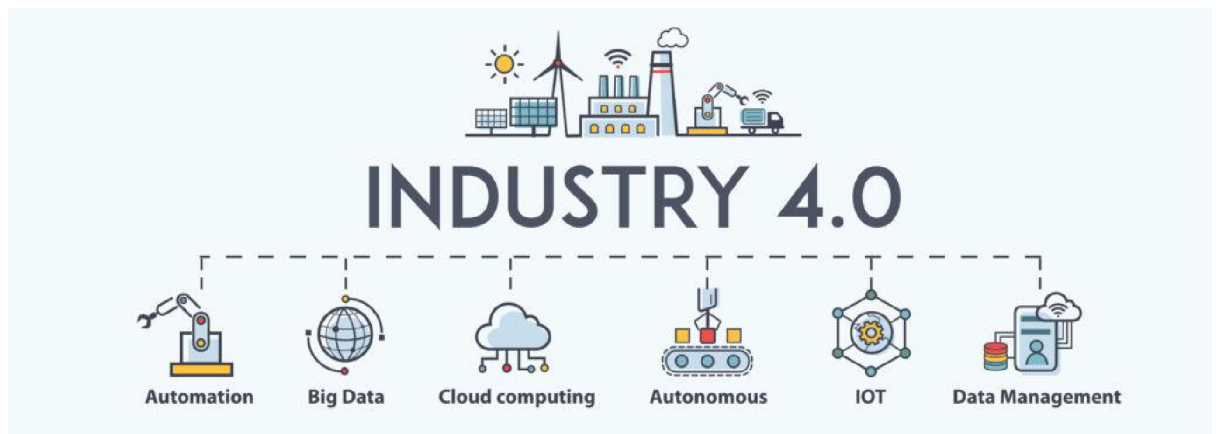 INDUSTRY 4.0
Automation
Big Data
Cloud computing
Autonomous
IOT
Data Management